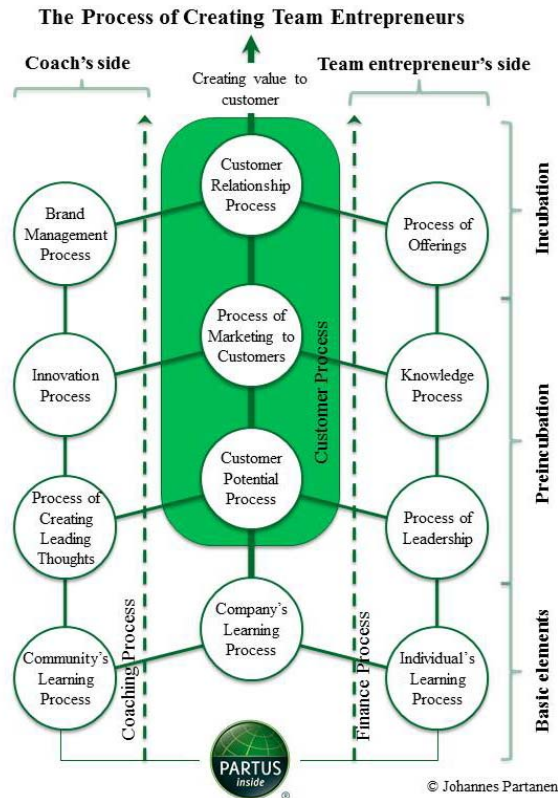 The Process of Creating Team Entrepreneurs
Coach's side
Team entrepreneur's side
Creating value to
customer
Customer
Relationship
Process
Brand
Management
Process
Process of
Offerings
Incubation
Process of
Marketing to
Customers
Customer Process
Innovation
Process
Knowledge
Process
Preincubation
Customer
Potential
Process
Process of
Creating
Leading
Thoughts
Process of
Leadership
Company's
Learning
Process
Community's
Learning
Process
Coaching Process
Finance Process
Individual's
Learning
Process
Basic elements
PARTUS
inside
®
© Johannes Partanen